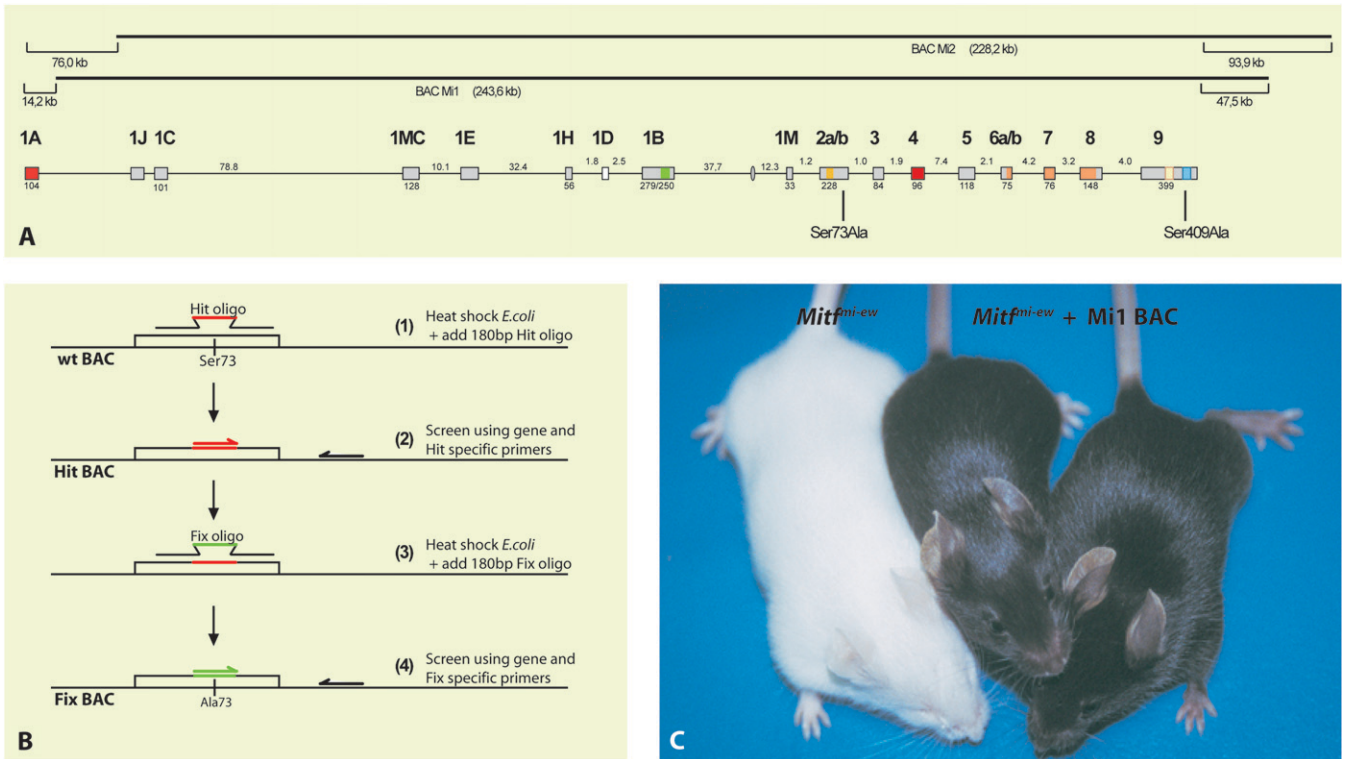 BAC Mi2 (228,2 kb)
76,0 kb
93,9 kb
BAC Mi1 (243,6 kb)
14,2 kb
47,5 kb
1A 1J 1C 1MC 1E 1H 1D 1B 1M 2a/b 3 4 5 6a/b 7 8 9
78.8 10.1 32.4 1.8 2.5 37,7 12.3 1.2 1.0 1.9 7.4 2.1 4.2 3.2 4.0
104 101 128 56 279/250 33 228 84 96 118 75 76 148 399
Ser73Ala Ser409Ala
A
Hit oligo
(1) Heat shock E.coli
+ add 180bp Hit oligo
wt BAC
Ser73
(2) Screen using gene and
Hit specific primers
Hit BAC
Fix oligo
(3) Heat shock E.coli
+ add 180bp Fix oligo
(4) Screen using gene and
Fix specific primers
Fix BAC
Ala73
B
Mitfmi-ew Mitfmi-ew + Mi1 BAC
C